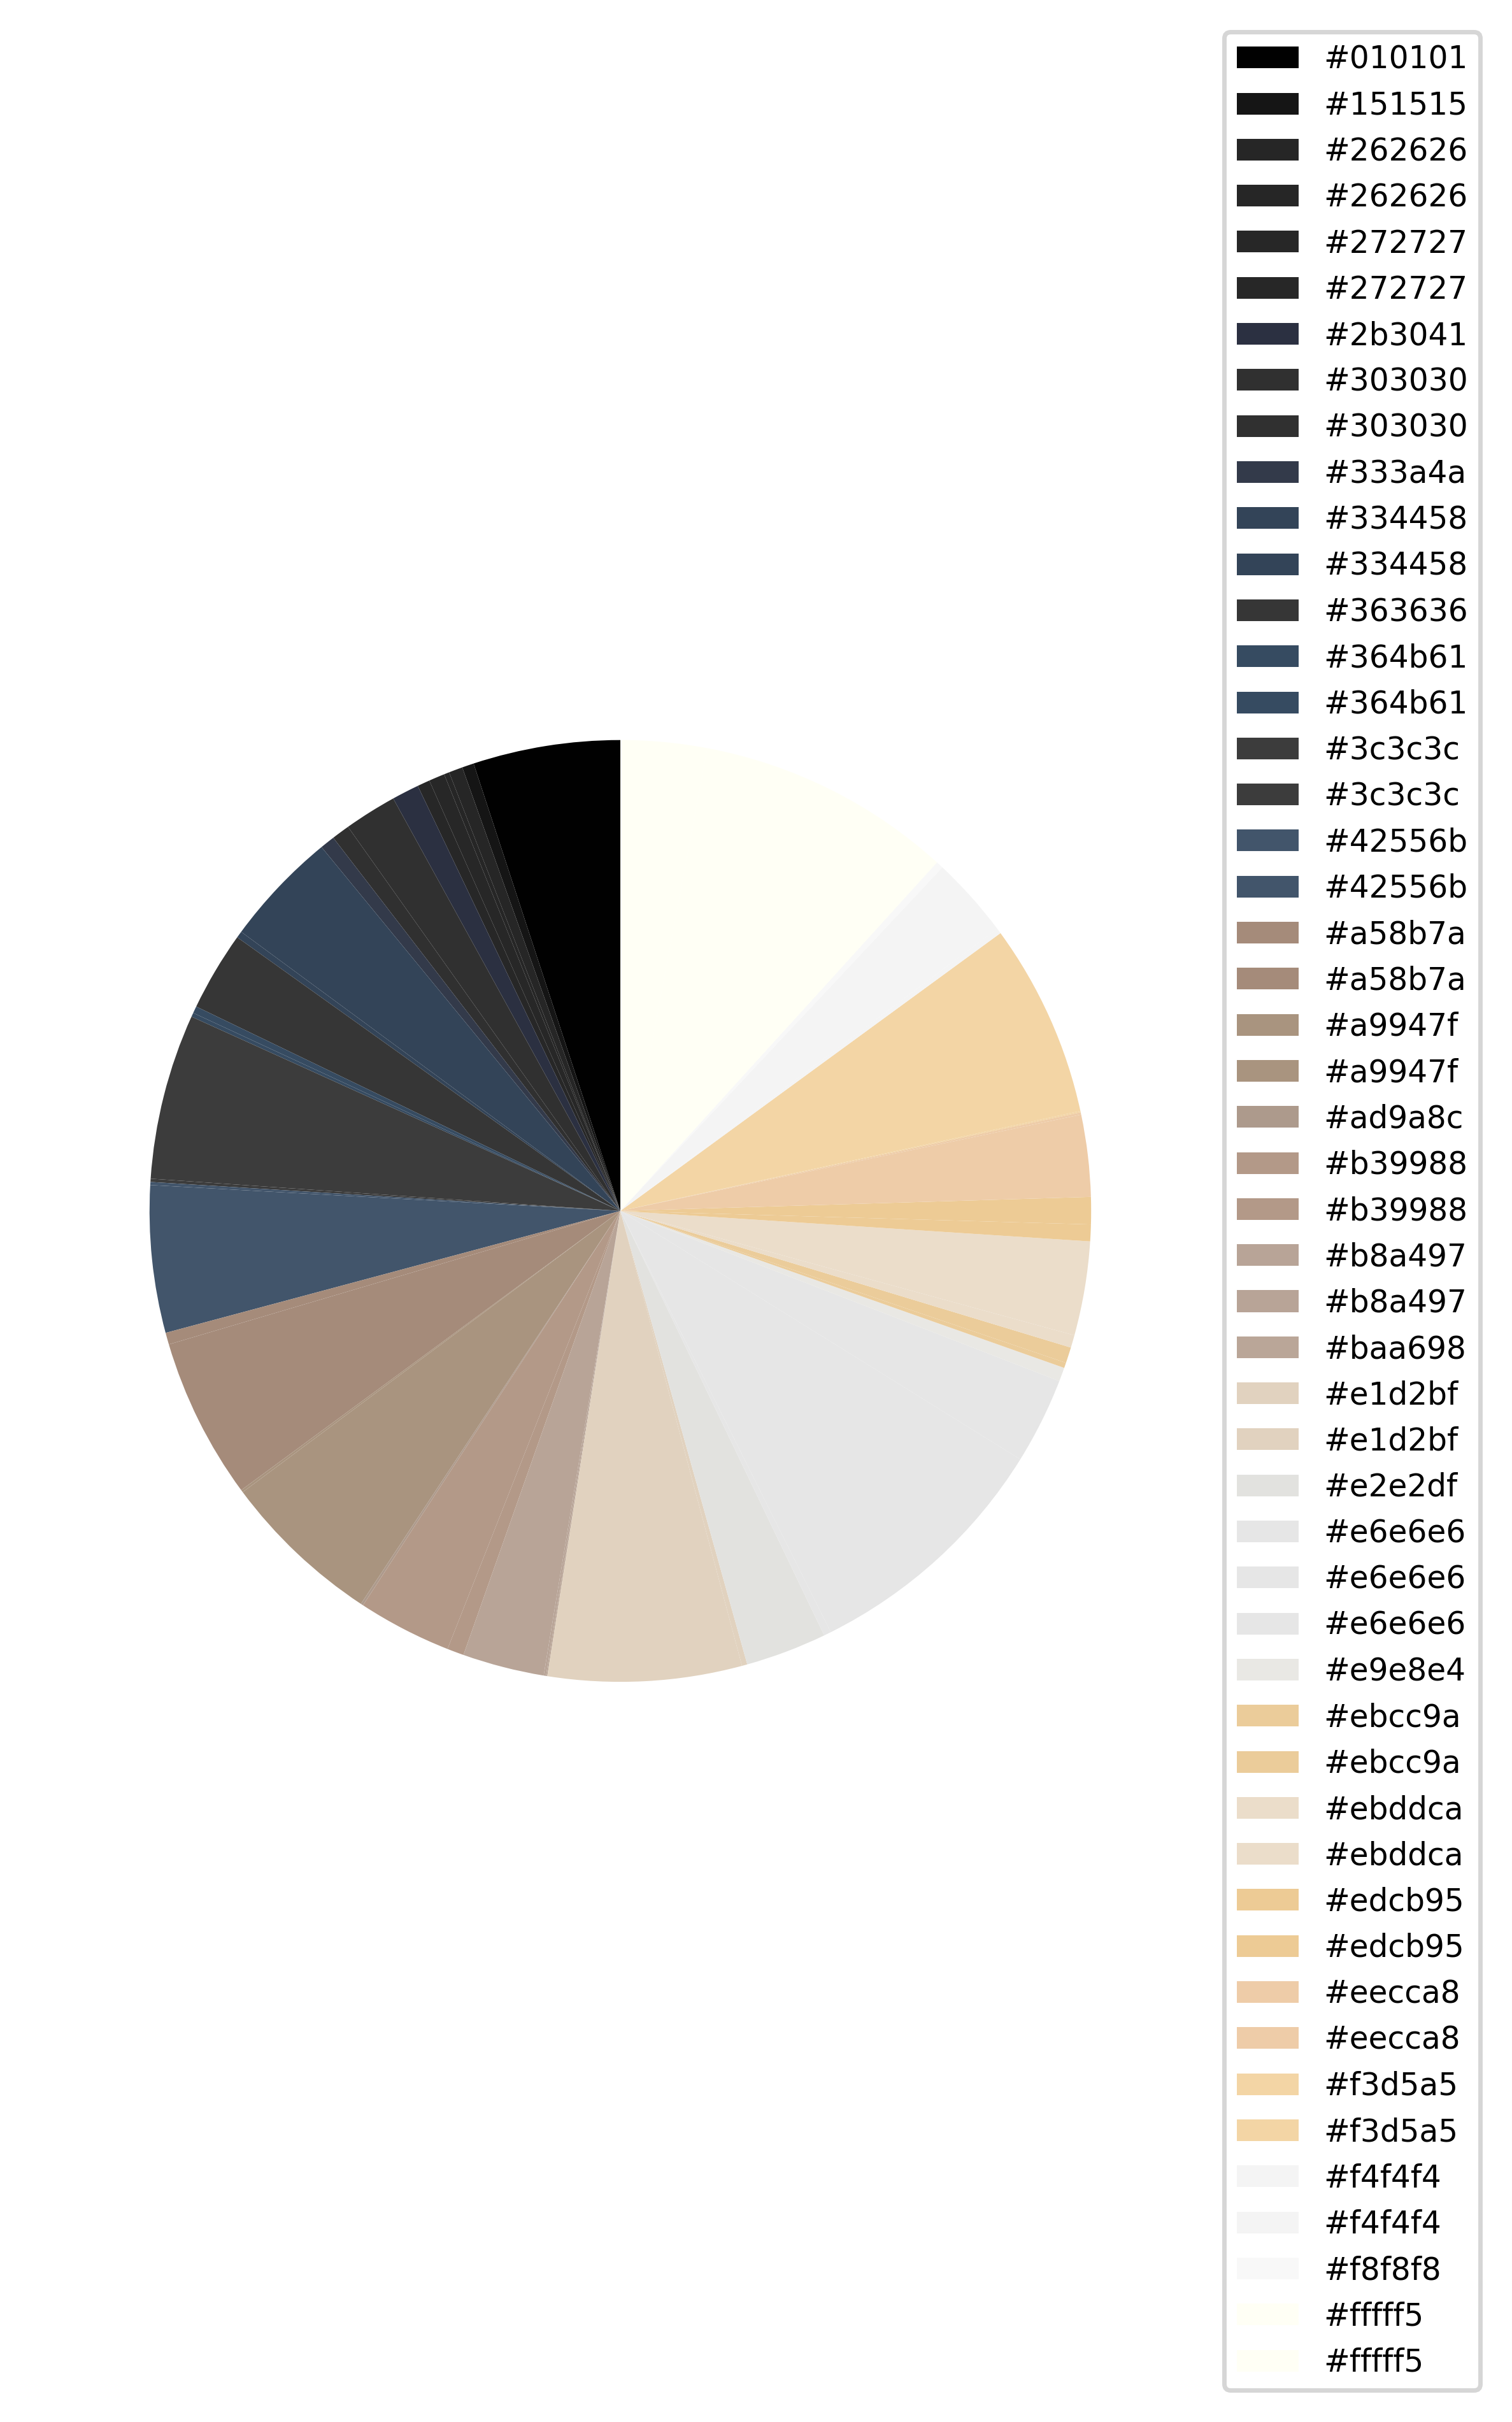 #010101
#151515
#262626
#262626
#272727
#272727
#2b3041
#303030
#303030
#333a4a
#334458
#334458
#363636
#364b61
#364b61
#3c3c3c
#3c3c3c
#42556b
#42556b
#a58b7a
#a58b7a
#a9947f
#a9947f
#ad9a8c
#b39988
#b39988
#b8a497
#b8a497
#baa698
#e1d2bf
#e1d2bf
#e2e2df
#e6e6e6
#e6e6e6
#e6e6e6
#e9e8e4
#ebcc9a
#ebcc9a
#ebddca
#ebddca
#edcb95
#edcb95
#eecca8
#eecca8
#f3d5a5
#f3d5a5
#f4f4f4
#f4f4f4
#f8f8f8
#fffff5
#fffff5